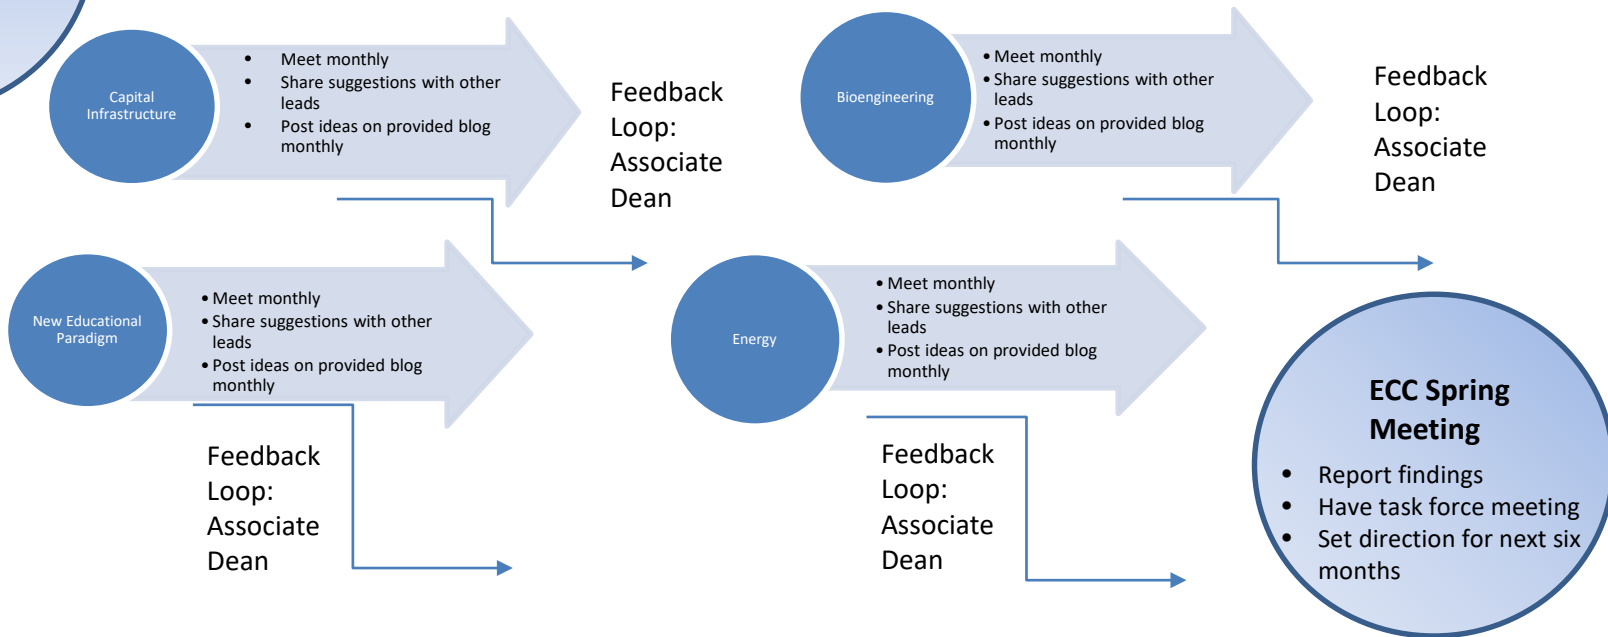 Capital
Infrastructure
• Meet monthly
• Share suggestions with other
leads
• Post ideas on provided blog
monthly
Feedback
Loop:
Associate
Dean
Bioengineering
• Meet monthly
• Share suggestions with other
leads
• Post ideas on provided blog
monthly
Feedback
Loop:
Associate
Dean
New Educational
Paradigm
• Meet monthly
• Share suggestions with other
leads
• Post ideas on provided blog
monthly
Feedback
Loop:
Associate
Dean
Energy
• Meet monthly
• Share suggestions with other
leads
• Post ideas on provided blog
monthly
Feedback
Loop:
Associate
Dean
ECC Spring
Meeting
• Report findings
• Have task force meeting
• Set direction for next six
months